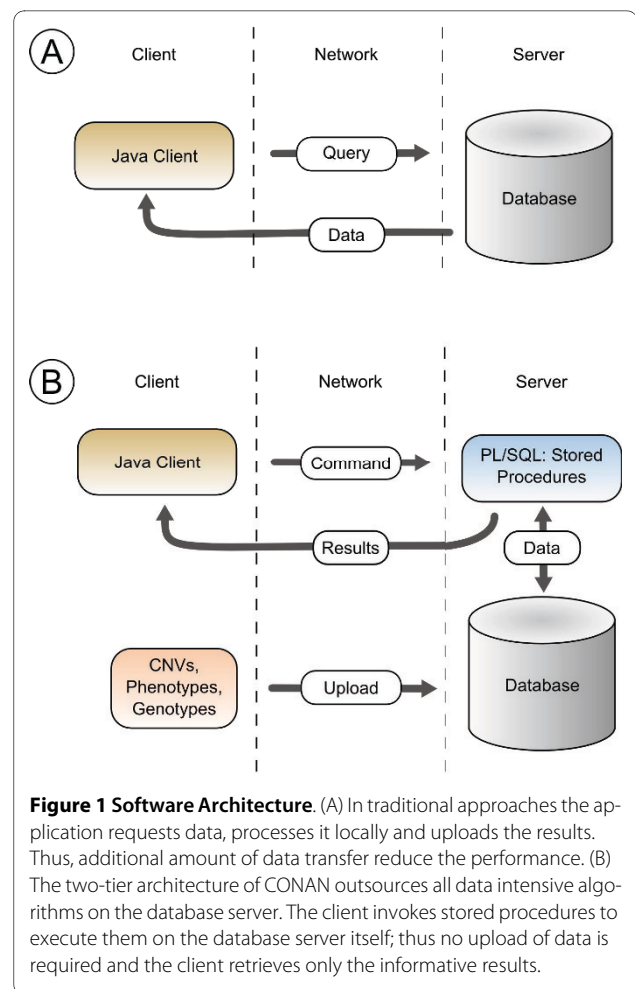 A
Client
Network
Server
Java Client
Query
Database
Data
B
Client
Network
Server
Java Client
Command
PL/SQL: Stored
Procedures
Results
Data
CNVs,
Phenotypes,
Genotypes
Upload
Database
Figure 1 Software Architecture. (A) In traditional approaches the ap-
plication requests data, processes it locally and uploads the results.
Thus, additional amount of data transfer reduce the performance. (B)
The two-tier architecture of CONAN outsources all data intensive algo-
rithms on the database server. The client invokes stored procedures to
execute them on the database server itself; thus no upload of data is
required and the client retrieves only the informative results.